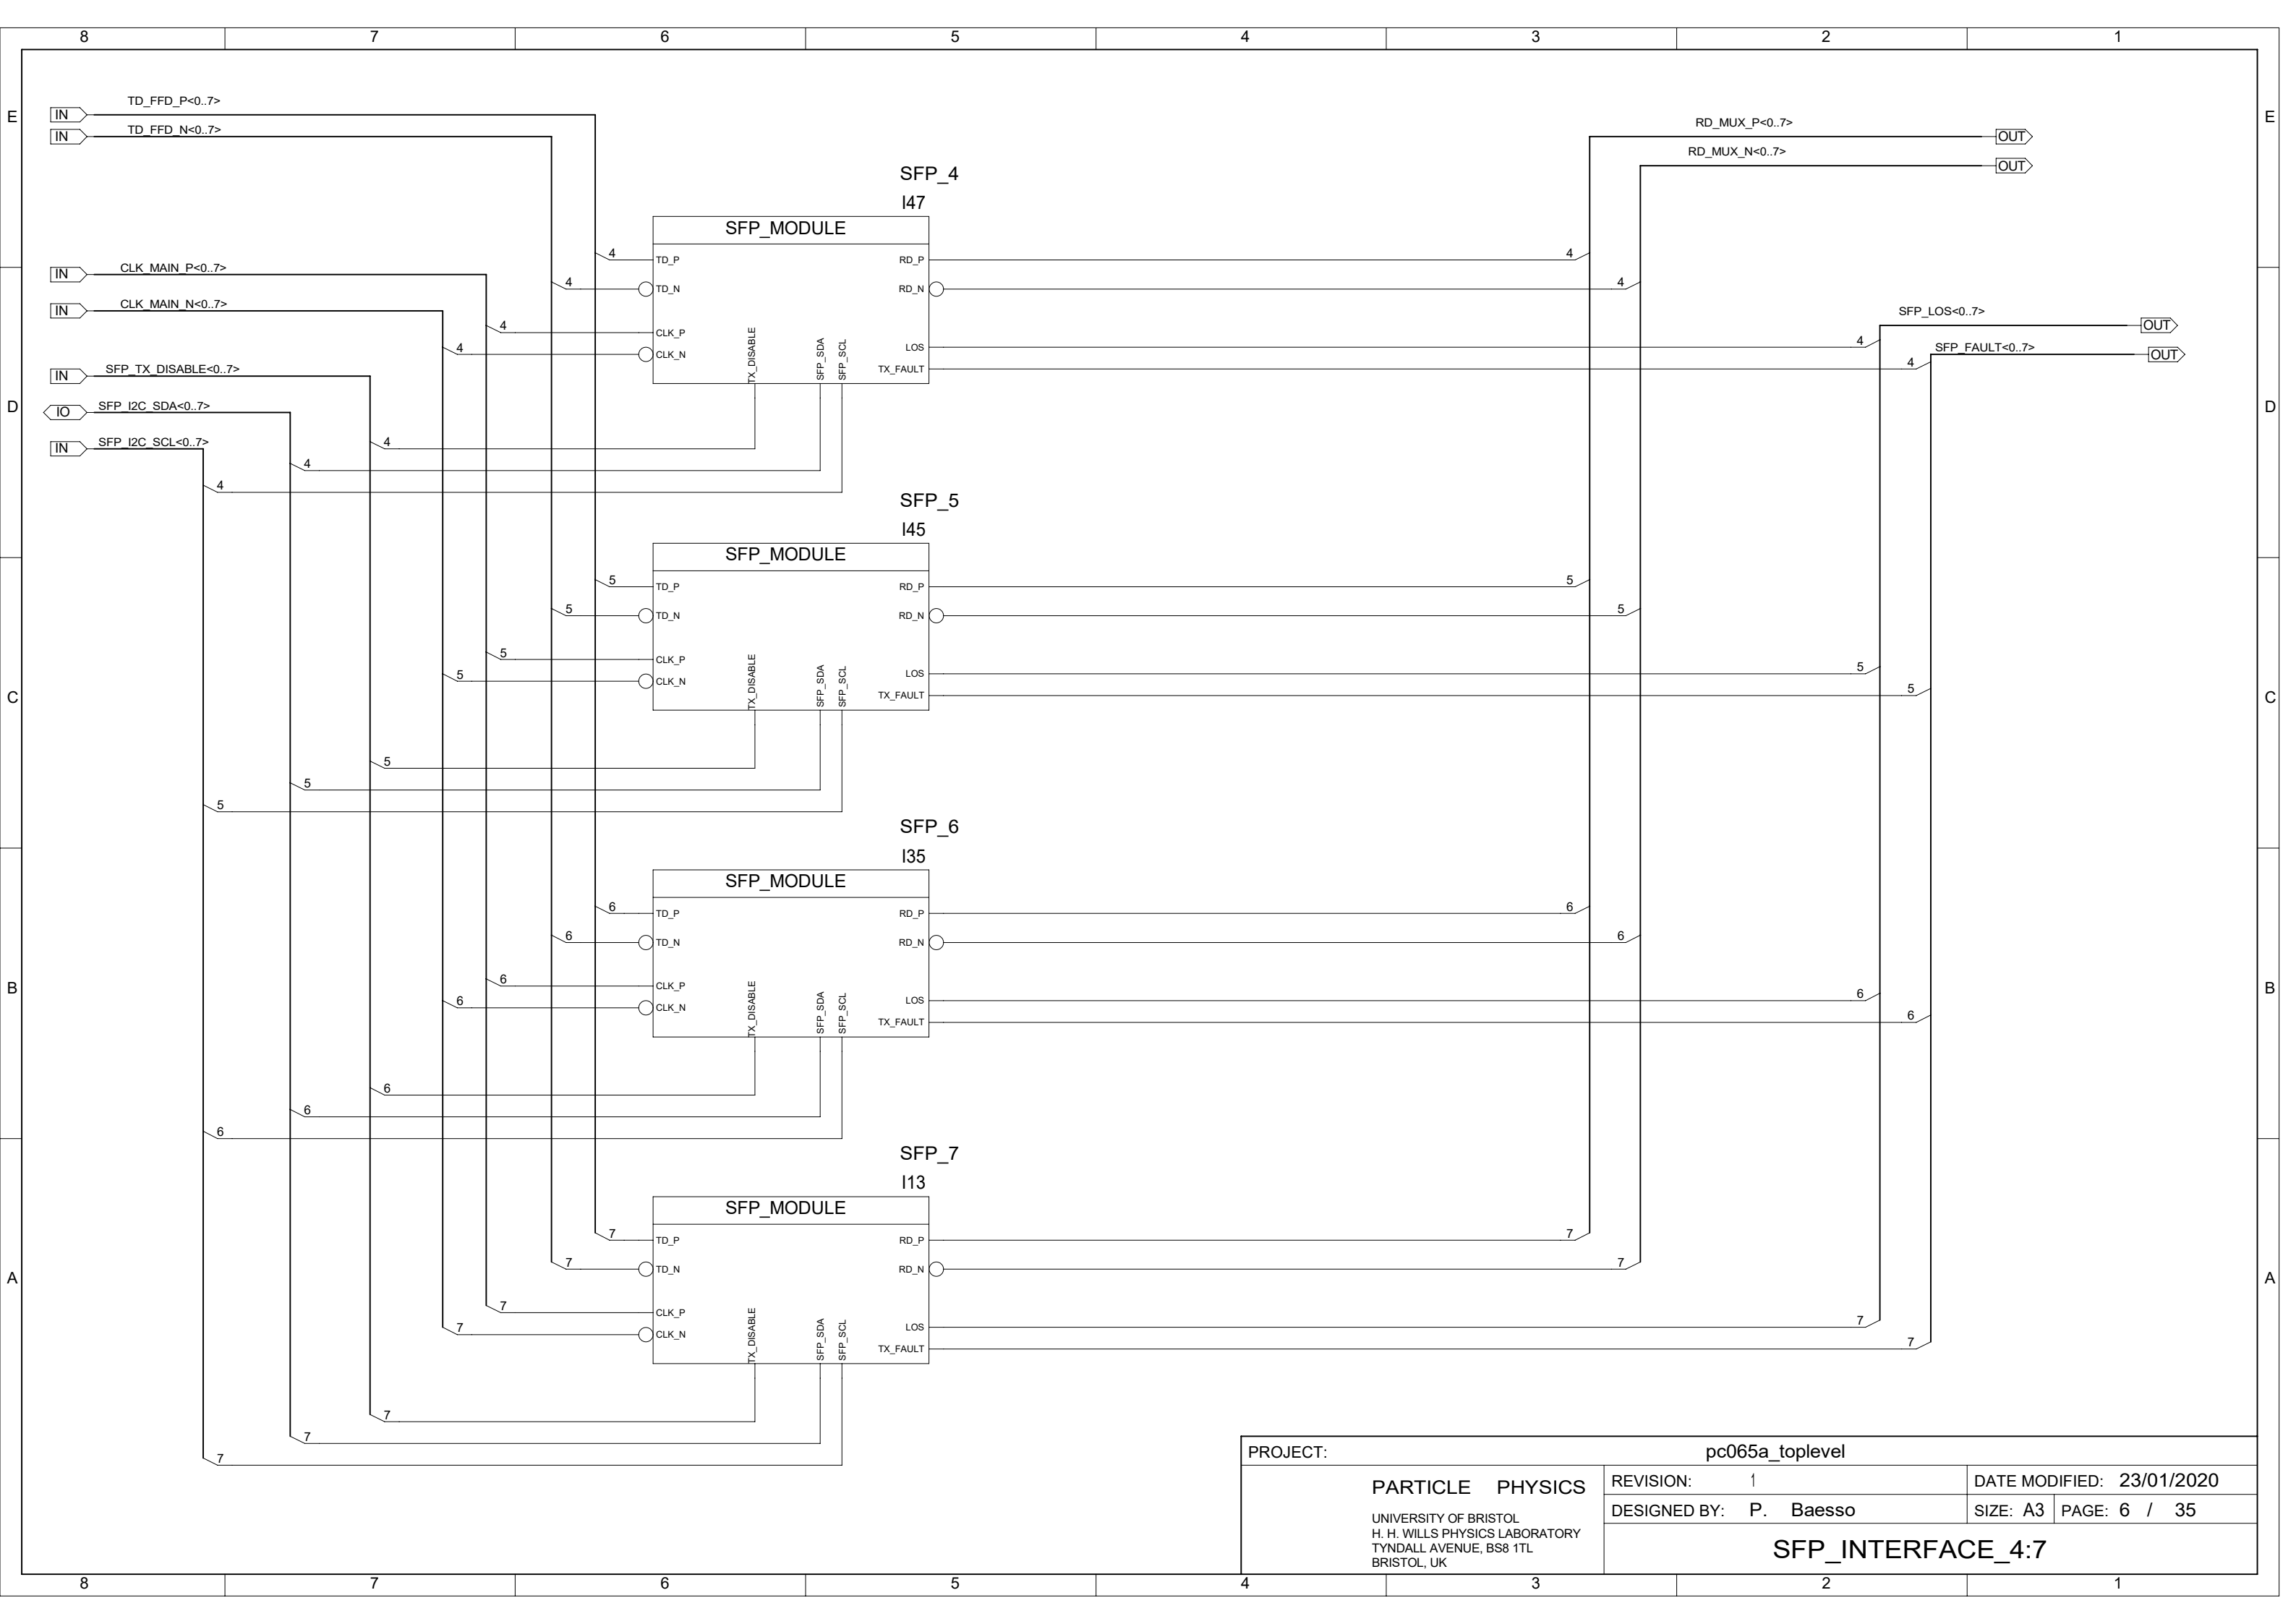 8 7 6 5 4 3 2 1
E E
IN TD_FFD_P<0..7>
IN TD_FFD_N<0..7>
RD_MUX_P<0..7> OUT
RD_MUX_N<0..7> OUT
IN CLK_MAIN_P<0..7>
IN CLK_MAIN_N<0..7>
IN SFP_TX_DISABLE<0..7>
IO SFP_I2C_SDA<0..7>
IN SFP_I2C_SCL<0..7>
SFP_LOS<0..7> OUT
SFP_FAULT<0..7> OUT
D D
SFP_4
I47
SFP_MODULE
4 TD_P RD_P 4
4 TD_N RD_N 4
4 CLK_P
4 CLK_N
LOS 4
TX_FAULT 4
TX_DISABLE SFP_SDA SFP_SCL
4
4
4
SFP_5
I45
SFP_MODULE
5 TD_P RD_P 5
5 TD_N RD_N 5
5 CLK_P
5 CLK_N
LOS 5
TX_FAULT 5
TX_DISABLE SFP_SDA SFP_SCL
C C
5
5
5
SFP_6
I35
SFP_MODULE
6 TD_P RD_P 6
6 TD_N RD_N 6
6 CLK_P
6 CLK_N
LOS 6
TX_FAULT 6
TX_DISABLE SFP_SDA SFP_SCL
B B
6
6
6
SFP_7
I13
SFP_MODULE
7 TD_P RD_P 7
7 TD_N RD_N 7
7 CLK_P
7 CLK_N
LOS 7
TX_FAULT 7
TX_DISABLE SFP_SDA SFP_SCL
A A
7
7
7
PROJECT: pc065a_toplevel
PARTICLE PHYSICS
UNIVERSITY OF BRISTOL
H. H. WILLS PHYSICS LABORATORY
TYNDALL AVENUE, BS8 1TL
BRISTOL, UK
REVISION: 1 DATE MODIFIED: 23/01/2020
DESIGNED BY: P. Baesso SIZE: A3 PAGE: 6 / 35
SFP_INTERFACE_4:7
8 7 6 5 4 3 2 1